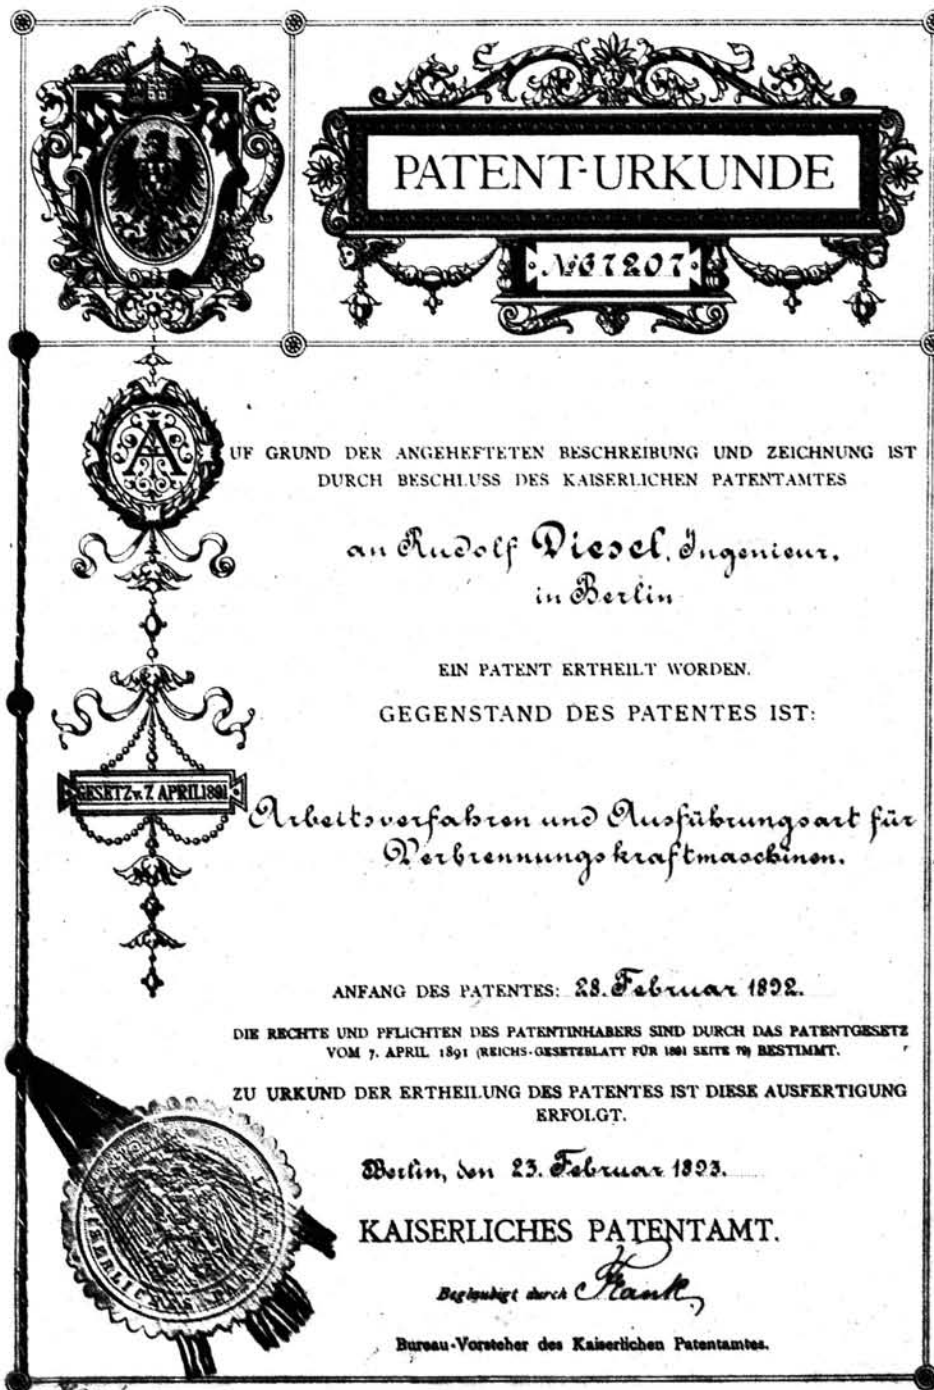 PATENT-URKUNDE
№ 67207
AUF GRUND DER ANGEHEFTETEN BESCHREIBUNG UND ZEICHNUNG IST
DURCH BESCHLUSS DES KAISERLICHEN PATENTAMTES
an Rudolf Diesel, Ingenieur,
in Berlin
EIN PATENT ERTHEILT WORDEN.
GEGENSTAND DES PATENTES IST:
GESETZ v. 7. APRIL 1891
Arbeitsverfahren und Ausführungsart für
Verbrennungskraftmaschinen.
ANFANG DES PATENTES: 28. Februar 1892.
DIE RECHTE UND PFLICHTEN DES PATENTINHABERS SIND DURCH DAS PATENTGESETZ
VOM 7. APRIL 1891 (REICHS-GESETZBLATT FÜR 1891 SEITE 79) BESTIMMT.
ZU URKUND DER ERTHEILUNG DES PATENTES IST DIESE AUSFERTIGUNG
ERFOLGT.
Berlin, den 23. Februar 1893.
KAISERLICHES PATENTAMT.
Beglaubigt durch
Bureau-Vorsteher des Kaiserlichen Patentamtes.
KAISERLICHES PATENTAMT